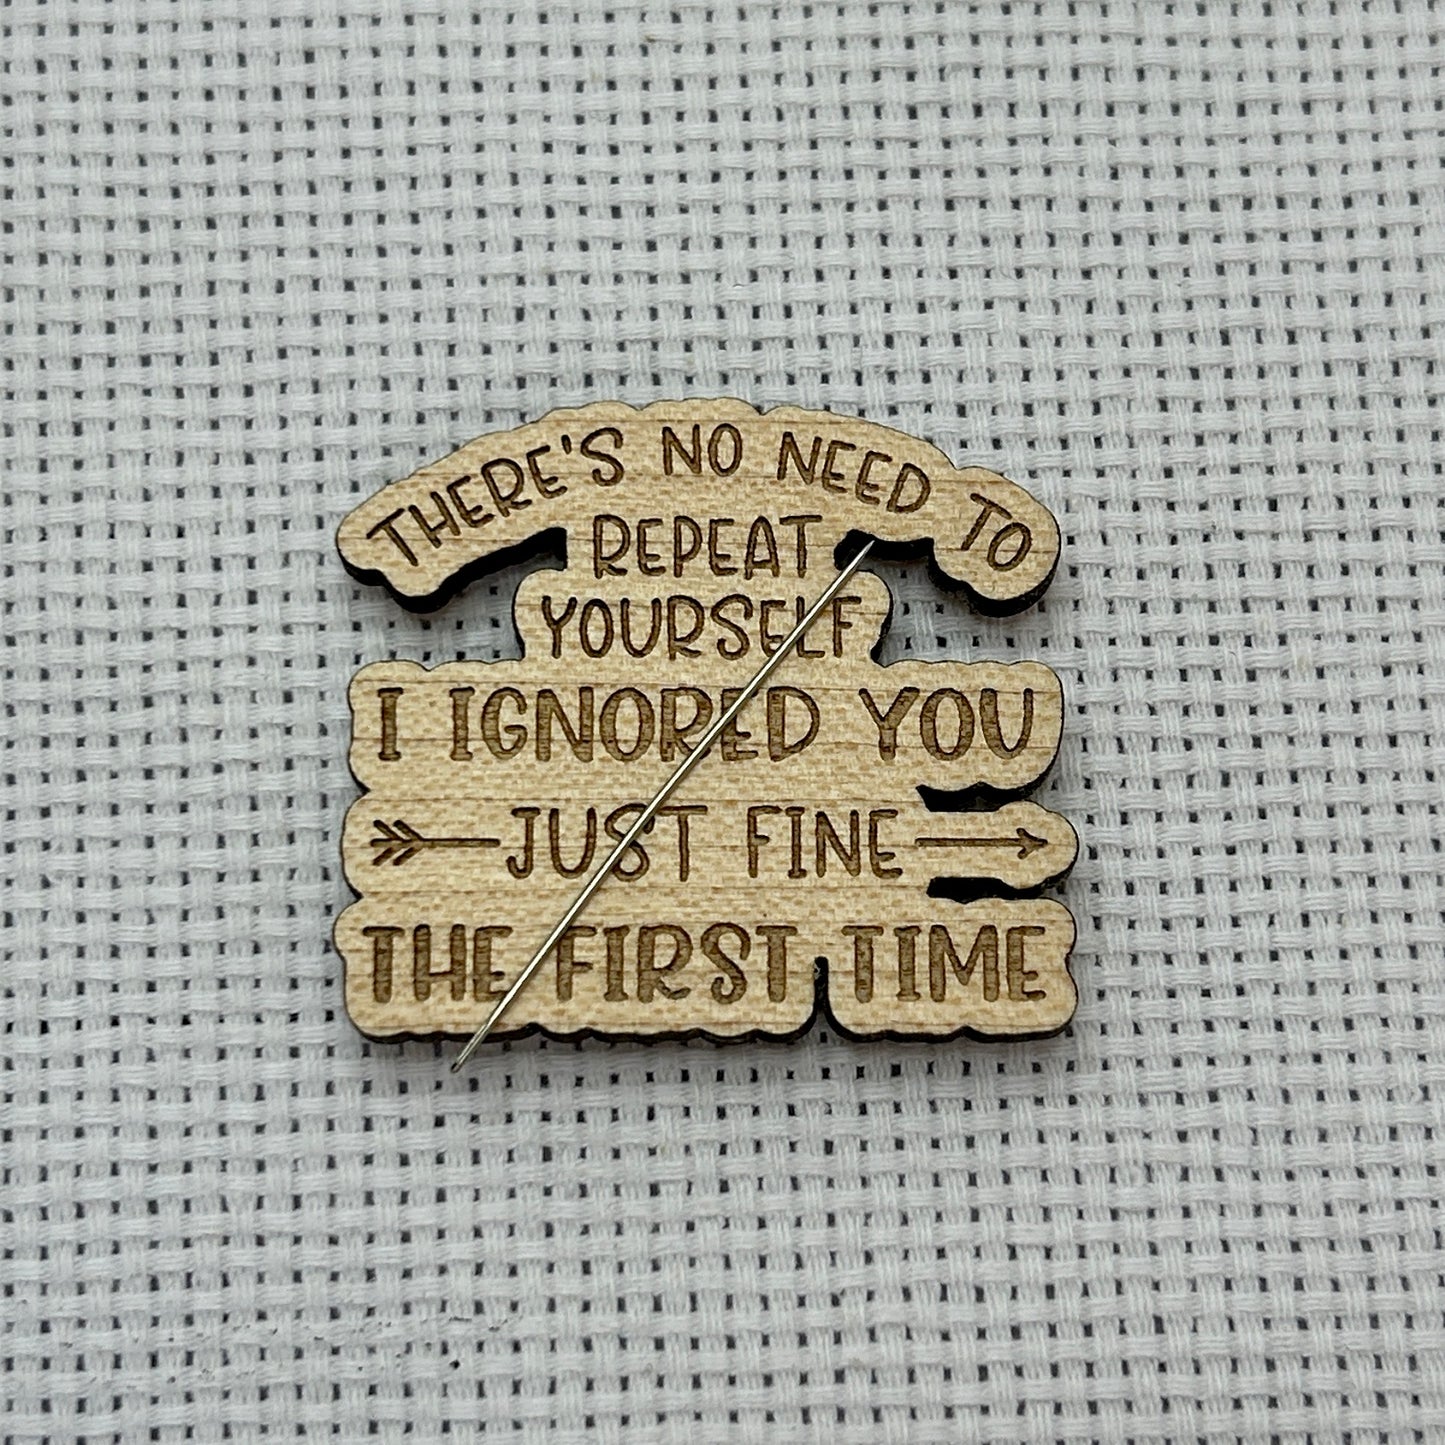 THERE'S NO NEED TO
REPEAT
YOURSELF
I IGNORED YOU
JUST FINE
THE FIRST TIME